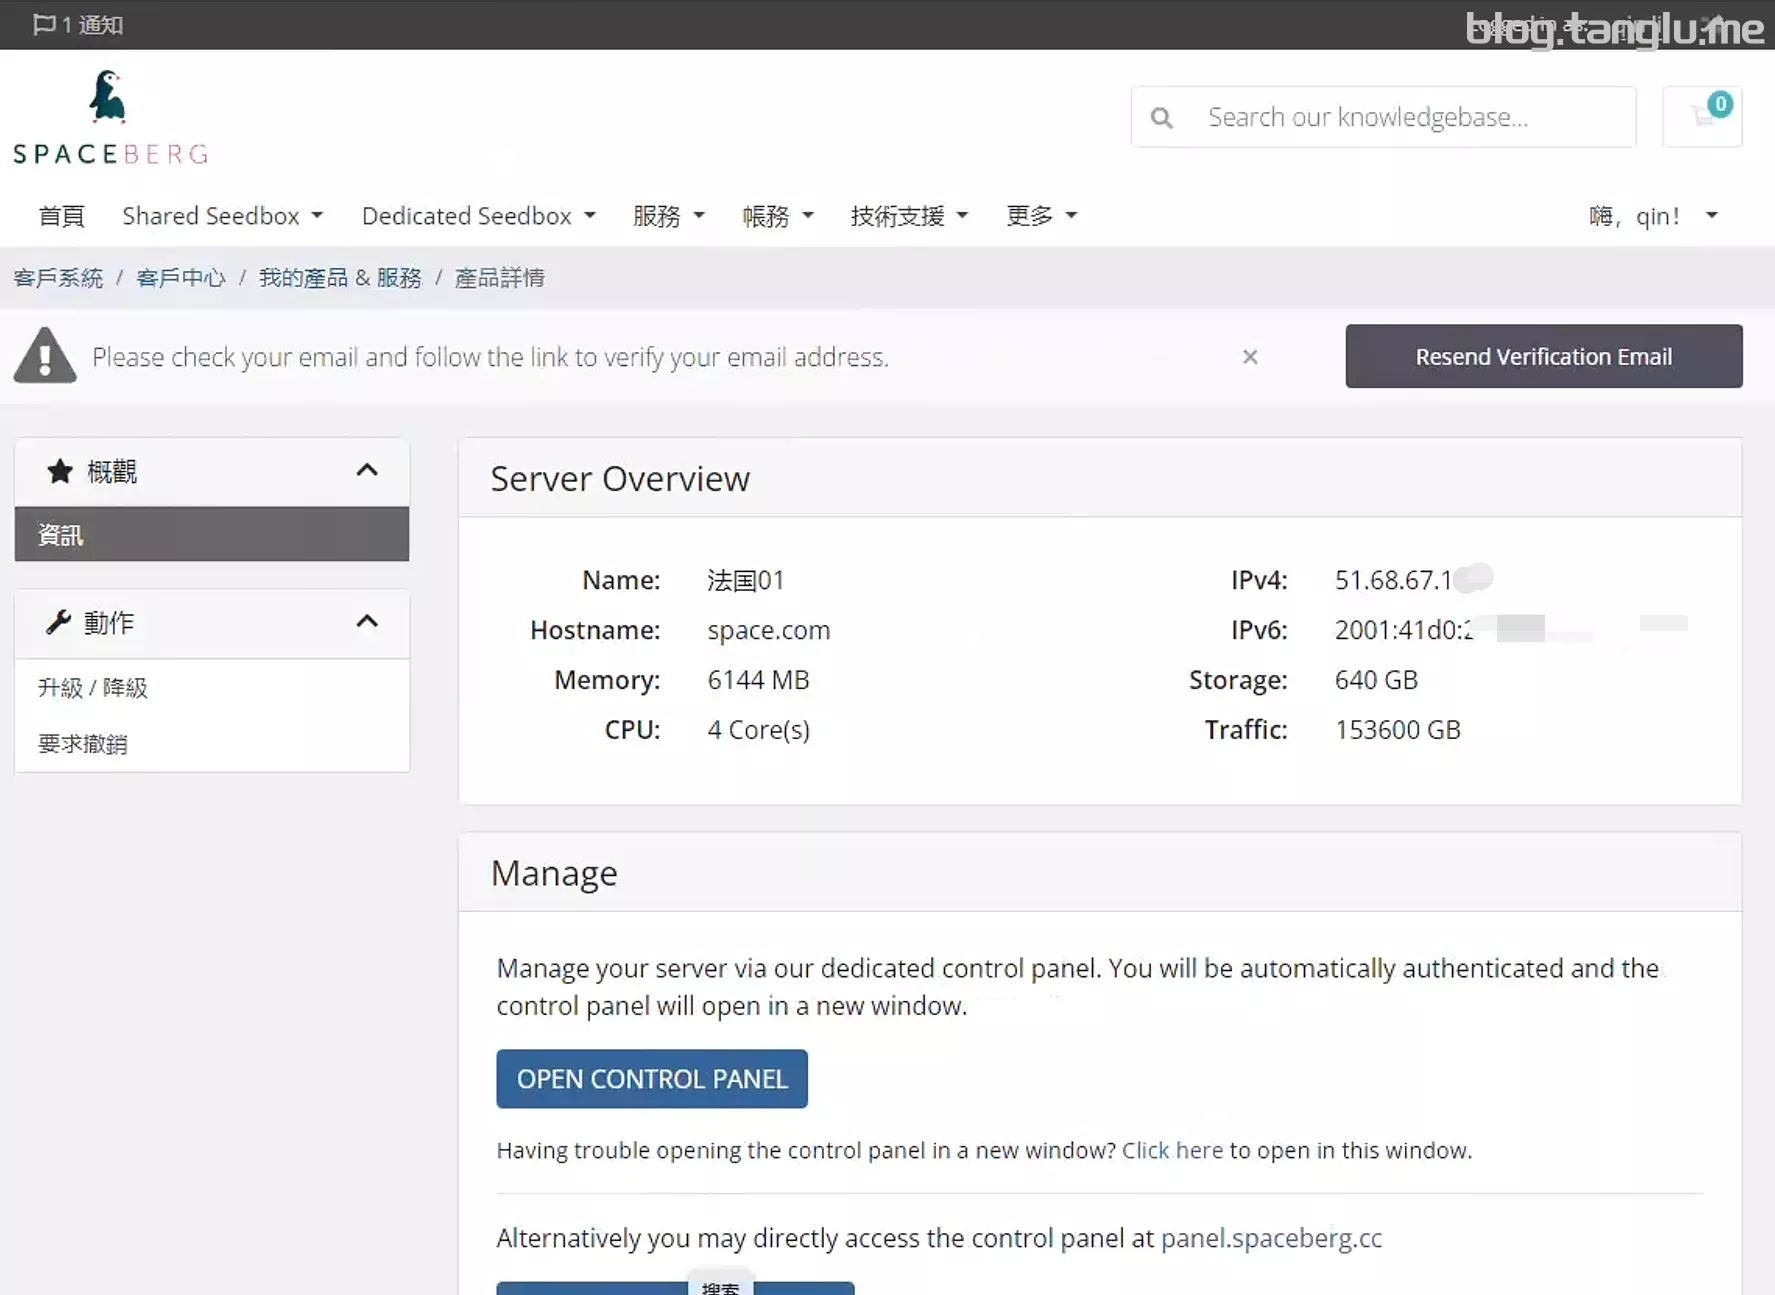 1 通知
blog.tanglu.me
SPACEBERG
Search our knowledgebase...
0
首頁 Shared Seedbox Dedicated Seedbox 服務 帳務 技術支援 更多 嗨, qin!
客戶系統 / 客戶中心 / 我的產品 & 服務 / 產品詳情
Please check your email and follow the link to verify your email address. × Resend Verification Email
概觀
資訊
動作
升級 / 降級
要求撤銷
Server Overview
Name: 法国01
Hostname: space.com
Memory: 6144 MB
CPU: 4 Core(s)
IPv4: 51.68.67.1
IPv6: 2001:41d0:
Storage: 640 GB
Traffic: 153600 GB
Manage
Manage your server via our dedicated control panel. You will be automatically authenticated and the
control panel will open in a new window.
OPEN CONTROL PANEL
Having trouble opening the control panel in a new window? Click here to open in this window.
Alternatively you may directly access the control panel at panel.spaceberg.cc
搜索